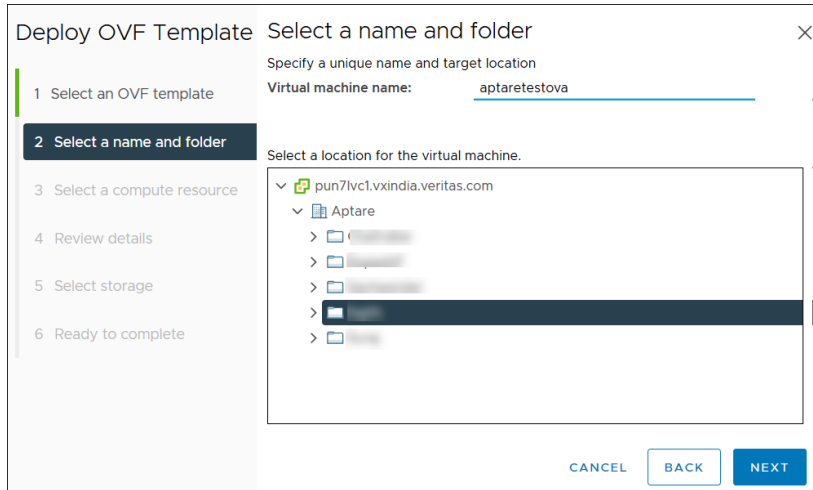 Deploy OVF Template
1 Select an OVF template
2 Select a name and folder
3 Select a compute resource
4 Review details
5 Select storage
6 Ready to complete
Select a name and folder
Specify a unique name and target location
Virtual machine name: aptaretestova
Select a location for the virtual machine.
pun7lvc1.vxindia.veritas.com
Aptare
CANCEL BACK NEXT